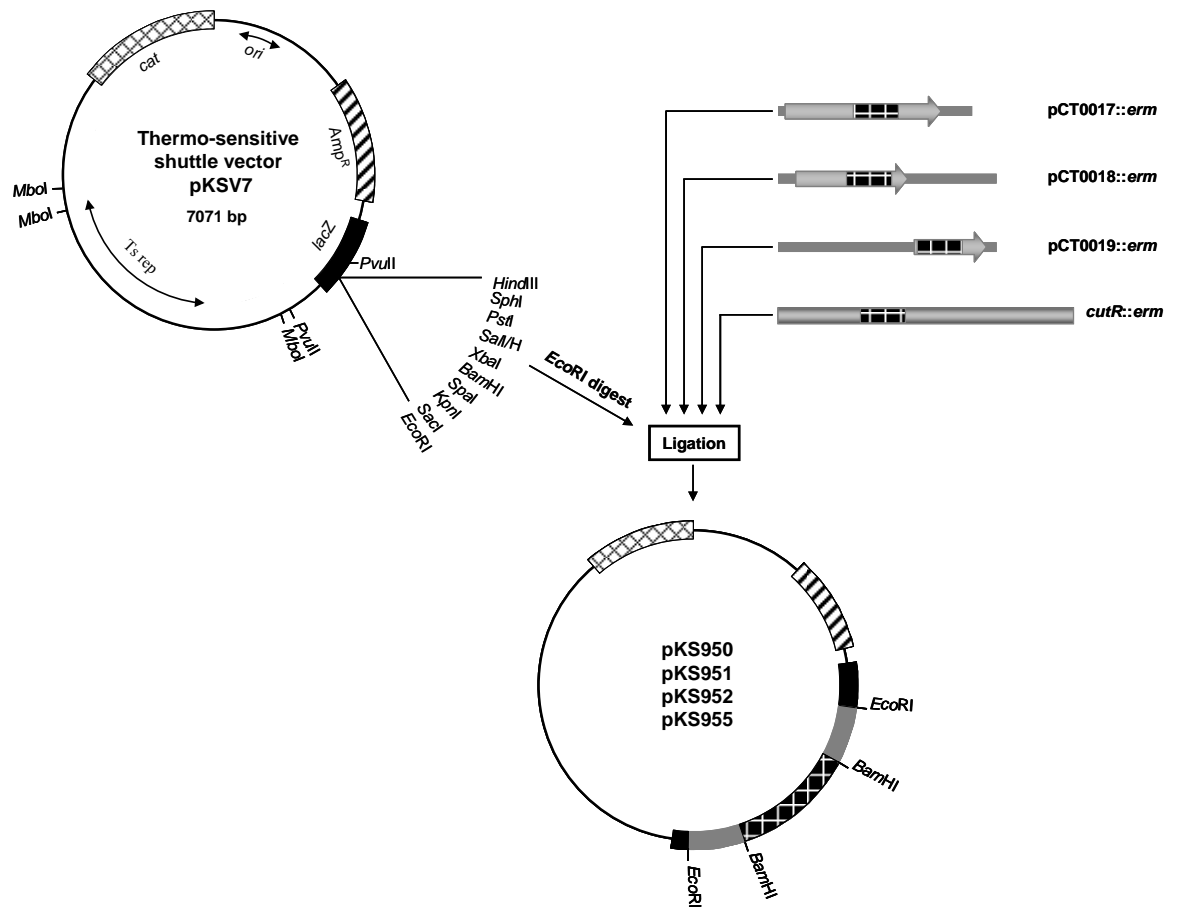 cat
ori
Amp^R
Thermo-sensitive
shuttle vector
pKSV7
7071 bp
MboI
MboI
Ts rep
lacZ
PvuII
PvuII
MboI
HindIII
SphI
PstI
SalI/H
XbaI
BamHI
SpaI
KpnI
SacI
EcoRI
EcoRI digest
pCT0017::erm
pCT0018::erm
pCT0019::erm
cutR::erm
Ligation
pKS950
pKS951
pKS952
pKS955
EcoRI
BamHI
BamHI
EcoRI